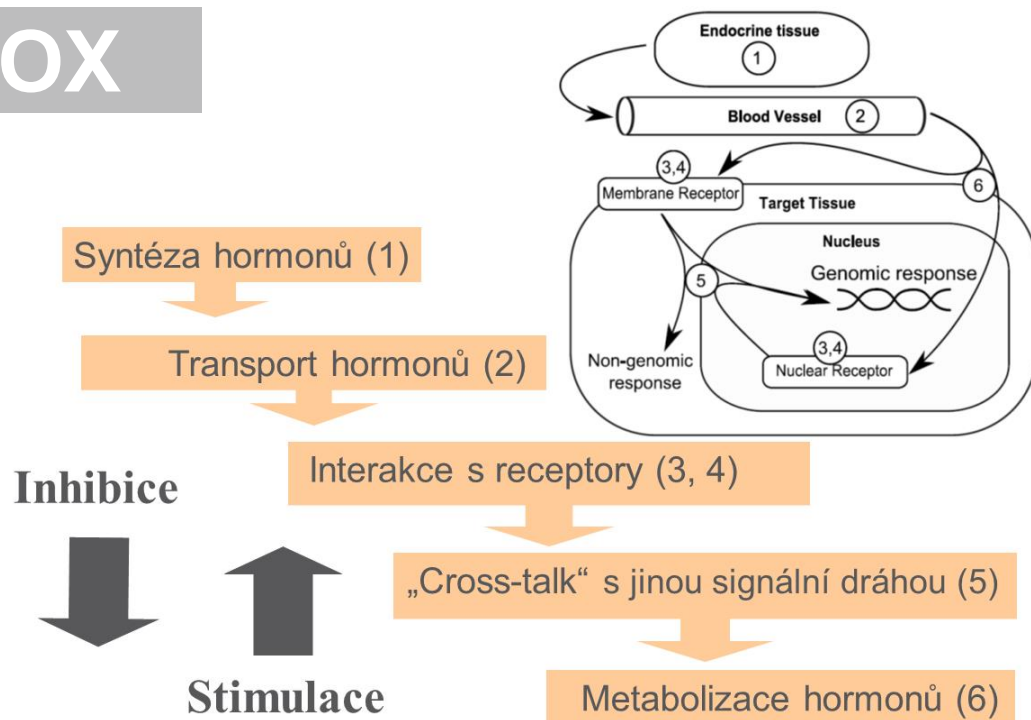 OX
Endocrine tissue
1
Blood Vessel 2
3,4
Membrane Receptor
6
Target Tissue
Nucleus
Genomic response
5
3,4
Nuclear Receptor
Non-genomic
response
Syntéza hormonů (1)
Transport hormonů (2)
Interakce s receptory (3, 4)
„Cross-talk“ s jinou signální dráhou (5)
Metabolizace hormonů (6)
Inhibice
Stimulace